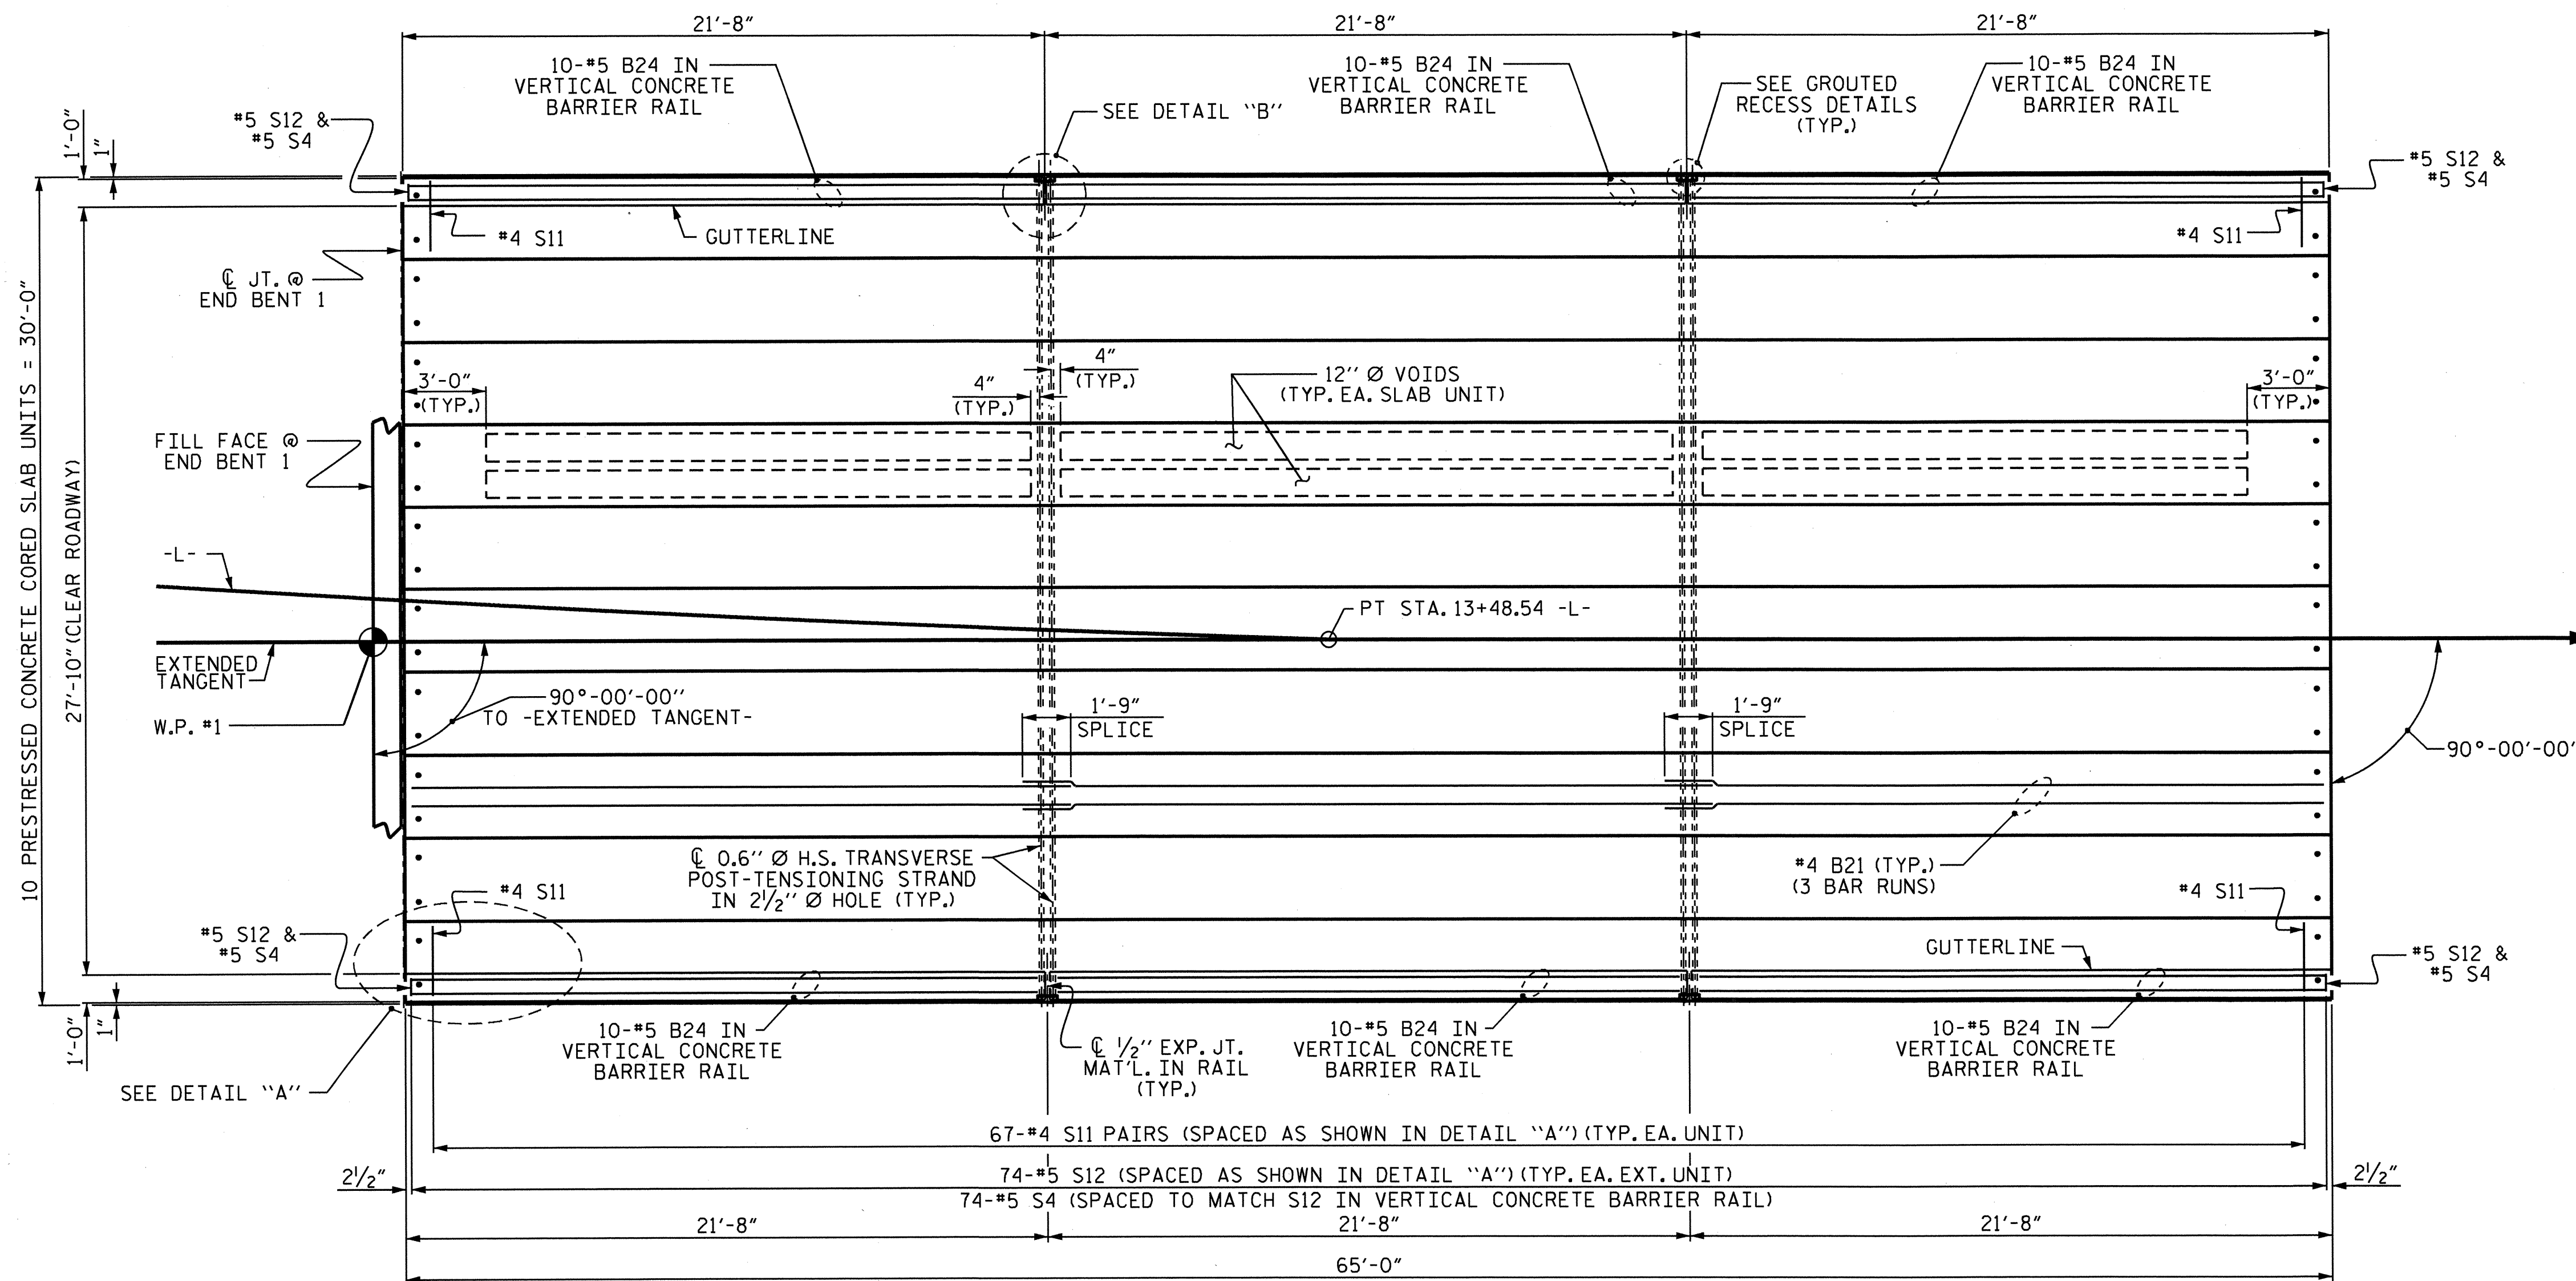 21'-8"
21'-8"
21'-8"
10-#5 B24 IN
VERTICAL CONCRETE
BARRIER RAIL
10-#5 B24 IN
VERTICAL CONCRETE
BARRIER RAIL
10-#5 B24 IN
VERTICAL CONCRETE
BARRIER RAIL
SEE GROUTED
RECESS DETAILS
(TYP.)
SEE DETAIL "B"
#5 S12 &
#5 S4
1'-0"
1"
#5 S12 &
#5 S4
#4 S11
GUTTERLINE
#4 S11
℄ JT. @
END BENT 1
10 PRESTRESSED CONCRETE CORED SLAB UNITS = 30'-0"
27'-10"(CLEAR ROADWAY)
3'-0"
(TYP.)
4"
(TYP.)
4"
(TYP.)
12" Ø VOIDS
(TYP. EA. SLAB UNIT)
3'-0"
(TYP.)
FILL FACE @
END BENT 1
-L-
PT STA. 13+48.54 -L-
EXTENDED
TANGENT
W.P. #1
90°-00'-00"
TO -EXTENDED TANGENT-
1'-9"
SPLICE
1'-9"
SPLICE
90°-00'-00'
℄ 0.6" Ø H.S. TRANSVERSE
POST-TENSIONING STRAND
IN 2½" Ø HOLE (TYP.)
#4 B21 (TYP.)
(3 BAR RUNS)
#4 S11
#4 S11
#5 S12 &
#5 S4
GUTTERLINE
#5 S12 &
#5 S4
1'-0"
1"
SEE DETAIL "A"
10-#5 B24 IN
VERTICAL CONCRETE
BARRIER RAIL
℄ ½" EXP. JT.
MAT'L. IN RAIL
(TYP.)
10-#5 B24 IN
VERTICAL CONCRETE
BARRIER RAIL
10-#5 B24 IN
VERTICAL CONCRETE
BARRIER RAIL
67-#4 S11 PAIRS (SPACED AS SHOWN IN DETAIL "A") (TYP. EA. UNIT)
2½"
74-#5 S12 (SPACED AS SHOWN IN DETAIL "A") (TYP. EA. EXT. UNIT)
2½"
74-#5 S4 (SPACED TO MATCH S12 IN VERTICAL CONCRETE BARRIER RAIL)
21'-8"
21'-8"
21'-8"
65'-0"